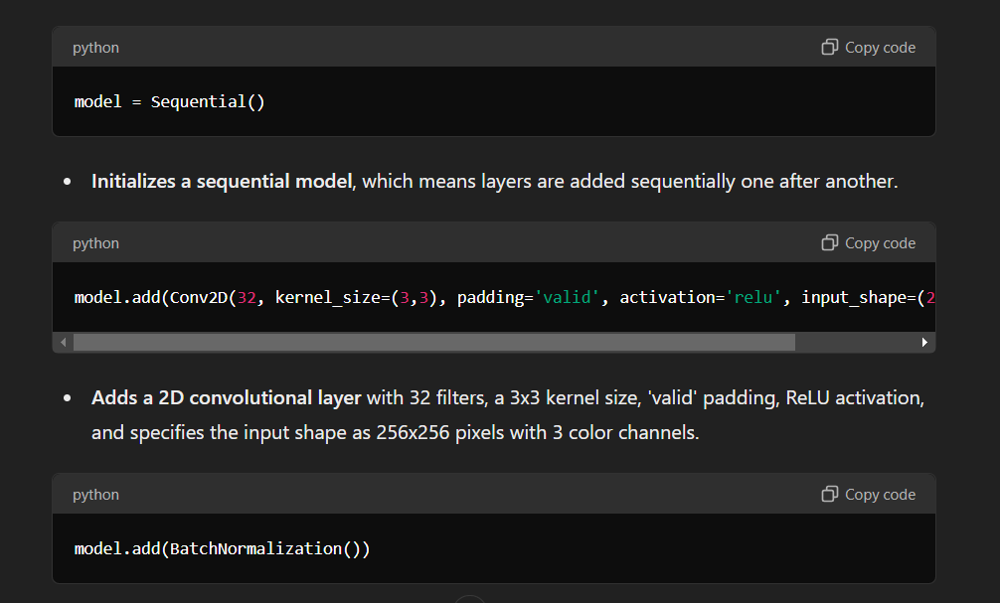 python
Copy code
model = Sequential()
• Initializes a sequential model, which means layers are added sequentially one after another.
python
Copy code
model.add(Conv2D(32, kernel_size=(3,3), padding='valid', activation='relu', input_shape=(2
• Adds a 2D convolutional layer with 32 filters, a 3x3 kernel size, 'valid' padding, ReLU activation,
and specifies the input shape as 256x256 pixels with 3 color channels.
python
Copy code
model.add(BatchNormalization())